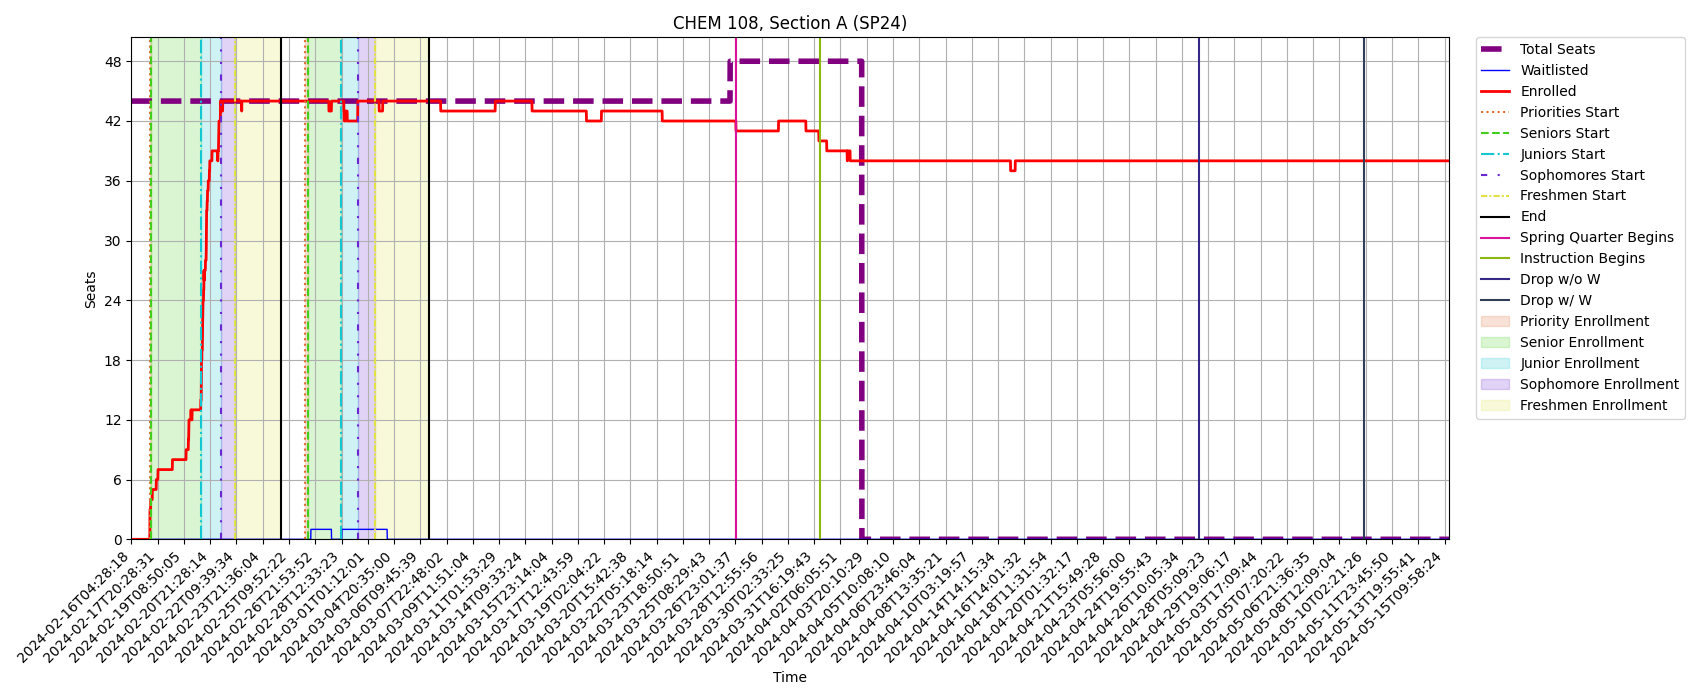 CHEM 108, Section A (SP24)
Total Seats
Waitlisted
Enrolled
Priorities Start
Seniors Start
Juniors Start
Sophomores Start
Freshmen Start
End
Spring Quarter Begins
Instruction Begins
Drop w/o W
Drop w/ W
Priority Enrollment
Senior Enrollment
Junior Enrollment
Sophomore Enrollment
Freshmen Enrollment
Seats
48
42
36
30
24
18
12
6
0
2024-02-16T04:28:18
2024-02-17T20:28:31
2024-02-19T08:50:05
2024-02-20T21:28:14
2024-02-22T09:39:34
2024-02-23T21:36:04
2024-02-25T09:52:22
2024-02-26T21:53:52
2024-02-28T12:33:23
2024-03-01T01:12:01
2024-03-04T20:35:00
2024-03-06T09:45:39
2024-03-07T22:48:02
2024-03-09T11:51:04
2024-03-11T01:53:29
2024-03-14T09:33:24
2024-03-15T23:14:04
2024-03-17T12:43:59
2024-03-19T02:04:22
2024-03-20T15:42:38
2024-03-22T05:18:14
2024-03-23T18:50:51
2024-03-25T08:29:43
2024-03-26T23:01:37
2024-03-28T12:55:56
2024-03-30T02:33:25
2024-03-31T16:19:43
2024-04-02T06:05:51
2024-04-03T20:10:29
2024-04-05T10:08:10
2024-04-06T23:46:04
2024-04-08T13:35:21
2024-04-10T03:19:57
2024-04-14T14:15:34
2024-04-16T14:01:32
2024-04-18T11:31:54
2024-04-20T01:32:17
2024-04-21T15:49:28
2024-04-23T05:56:00
2024-04-24T19:55:43
2024-04-26T10:05:34
2024-04-28T05:09:23
2024-04-29T19:06:17
2024-05-03T17:09:44
2024-05-05T07:20:22
2024-05-06T21:36:35
2024-05-08T12:09:04
2024-05-10T02:21:26
2024-05-11T23:45:50
2024-05-13T19:55:41
2024-05-15T09:58:24
Time